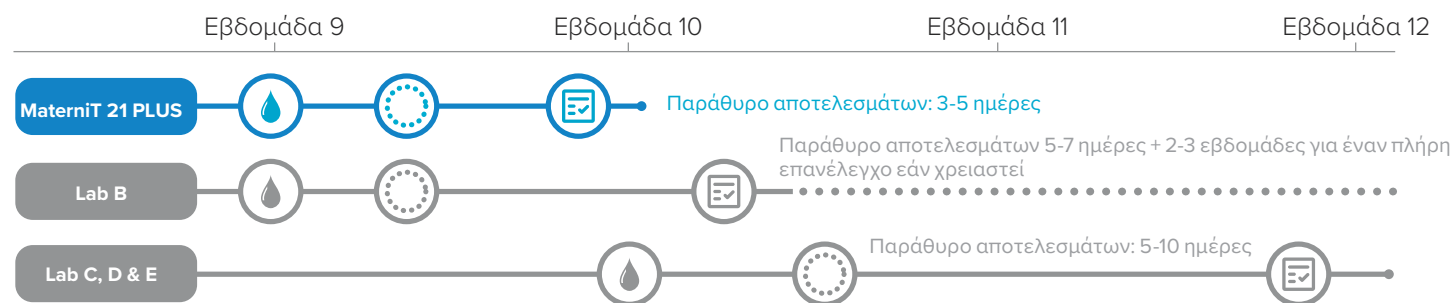 Εβδομάδα 9 Εβδομάδα 10 Εβδομάδα 11 Εβδομάδα 12
MaterniT 21 PLUS
Παράθυρο αποτελεσμάτων: 3-5 ημέρες
Παράθυρο αποτελεσμάτων 5-7 ημέρες + 2-3 εβδομάδες για έναν πλήρη
επανέλεγχο εάν χρειαστεί
Lab B
Παράθυρο αποτελεσμάτων: 5-10 ημέρες
Lab C, D & E